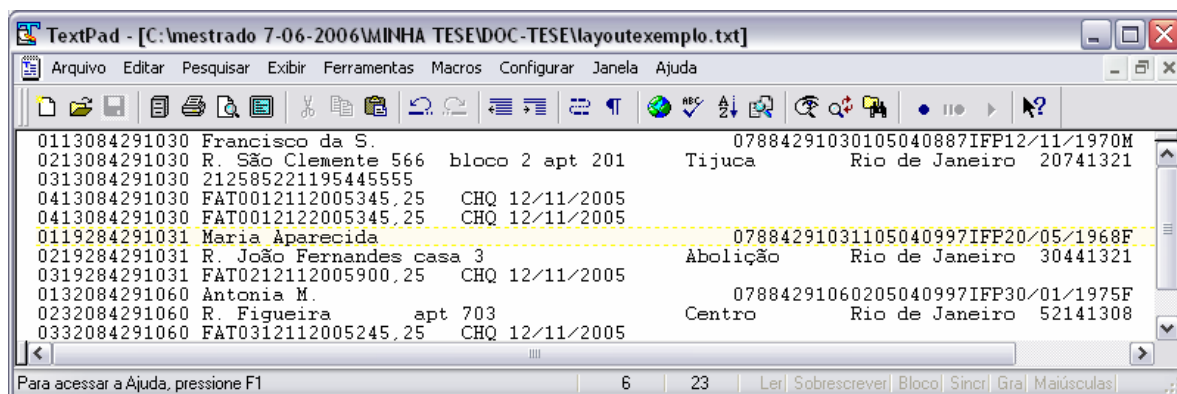 TextPad - [C:\mestrado 7-06-2006\MINHA TESE\DOC-TESE\layoutexemplo.txt]
Arquivo Editar Pesquisar Exibir Ferramentas Macros Configurar Janela Ajuda
0113084291030 Francisco da S. 07884291030105040887IFP12/11/1970M
0213084291030 R. São Clemente 566 bloco 2 apt 201 Tijuca Rio de Janeiro 20741321
0313084291030 212585221195445555
0413084291030 FAT0012112005345,25 CHQ 12/11/2005
0413084291030 FAT0012122005345,25 CHQ 12/11/2005
0119284291031 Maria Aparecida 07884291031105040997IFP20/05/1968F
0219284291031 R. João Fernandes casa 3 Abolição Rio de Janeiro 30441321
0319284291031 FAT0212112005900,25 CHQ 12/11/2005
0132084291060 Antonia M. 07884291060205040997IFP30/01/1975F
0232084291060 R. Figueira apt 703 Centro Rio de Janeiro 52141308
0332084291060 FAT0312112005245,25 CHQ 12/11/2005
Para acessar a Ajuda, pressione F1 6 23 Ler Sobrescrever Bloco Sincr Gra Maiúsculas